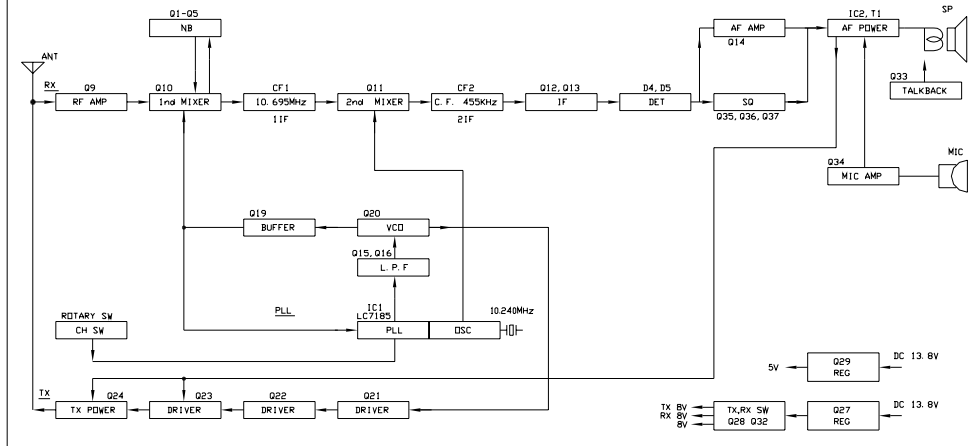 Q1-Q5
NB
IC2, T1
AF POWER
SP
AF AMP
Q14
ANT
RX
Q9
RF AMP
Q10
1nd MIXER
CF1
10.695MHz
1IF
Q11
2nd MIXER
CF2
C.F. 455KHz
2IF
Q12, Q13
IF
D4, D5
DET
SQ
Q35, Q36, Q37
Q33
TALKBACK
MIC
Q34
MIC AMP
Q19
BUFFER
Q20
VCO
Q15, Q16
L.P.F
ROTARY SW
CH SW
PLL
IC1
LC7185
PLL
OSC
10.240MHz
5V
Q29
REG
DC 13.8V
TX
Q24
TX POWER
Q23
DRIVER
Q22
DRIVER
Q21
DRIVER
TX 8V
RX 8V
8V
TX,RX SW
Q28 Q32
Q27
REG
DC 13.8V